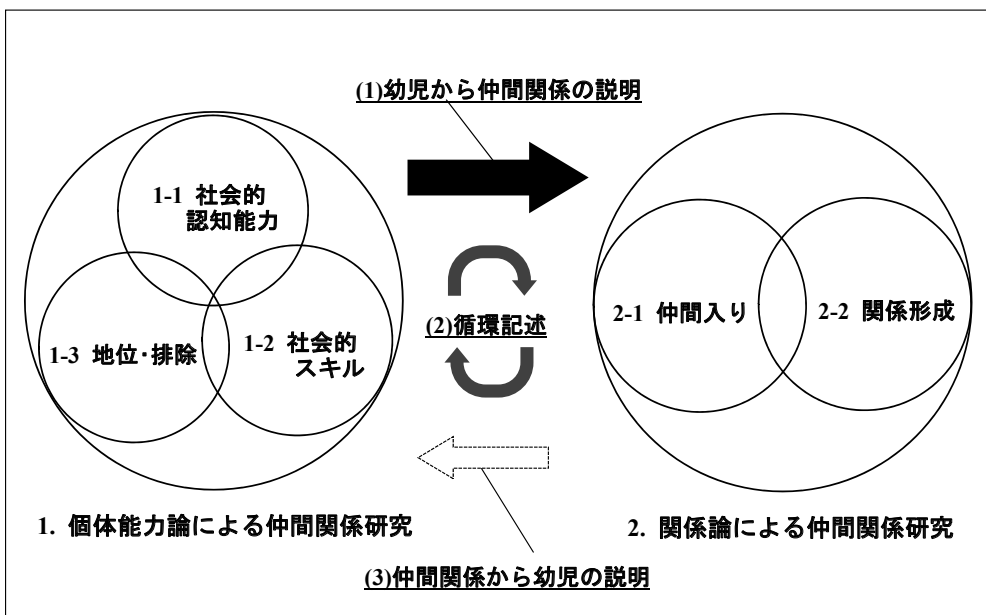 (1)幼児から仲間関係の説明
1-1 社会的
認知能力
1-3 地位・排除
1-2 社会的
スキル
(2)循環記述
2-1 仲間入り
2-2 関係形成
1. 個体能力論による仲間関係研究
2. 関係論による仲間関係研究
(3)仲間関係から幼児の説明